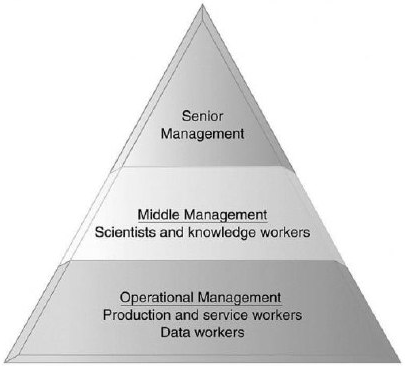 Senior
Management
Middle Management
Scientists and knowledge workers
Operational Management
Production and service workers
Data workers